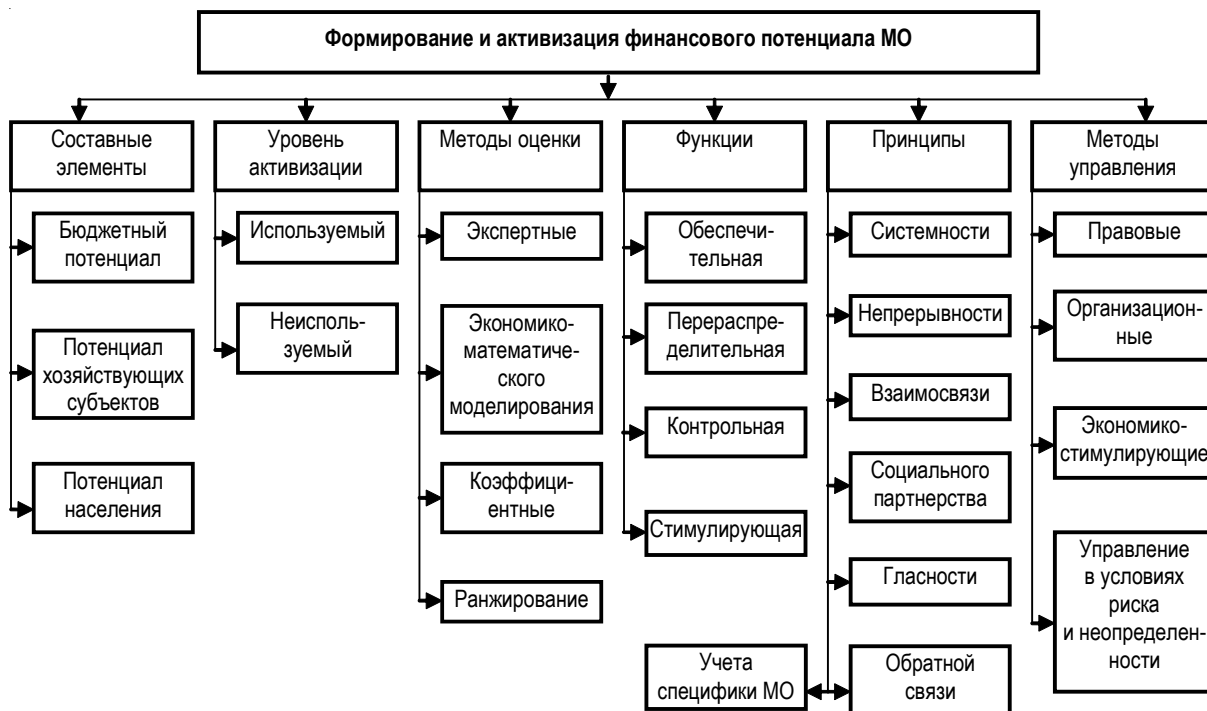 Формирование и активизация финансового потенциала МО
Составные
элементы
Бюджетный
потенциал
Потенциал
хозяйствующих
субъектов
Потенциал
населения
Уровень
активизации
Используемый
Неисполь-
зуемый
Методы оценки
Экспертные
Экономико-
математиче-
ского
моделирования
Коэффици-
ентные
Ранжирование
Функции
Обеспечи-
тельная
Перераспре-
делительная
Контрольная
Стимулирующая
Принципы
Системности
Непрерывности
Взаимосвязи
Социального
партнерства
Гласности
Учета
специфики МО
Обратной
связи
Методы
управления
Правовые
Организацион-
ные
Экономико-
стимулирующие
Управление
в условиях
риска
и неопределен-
ности